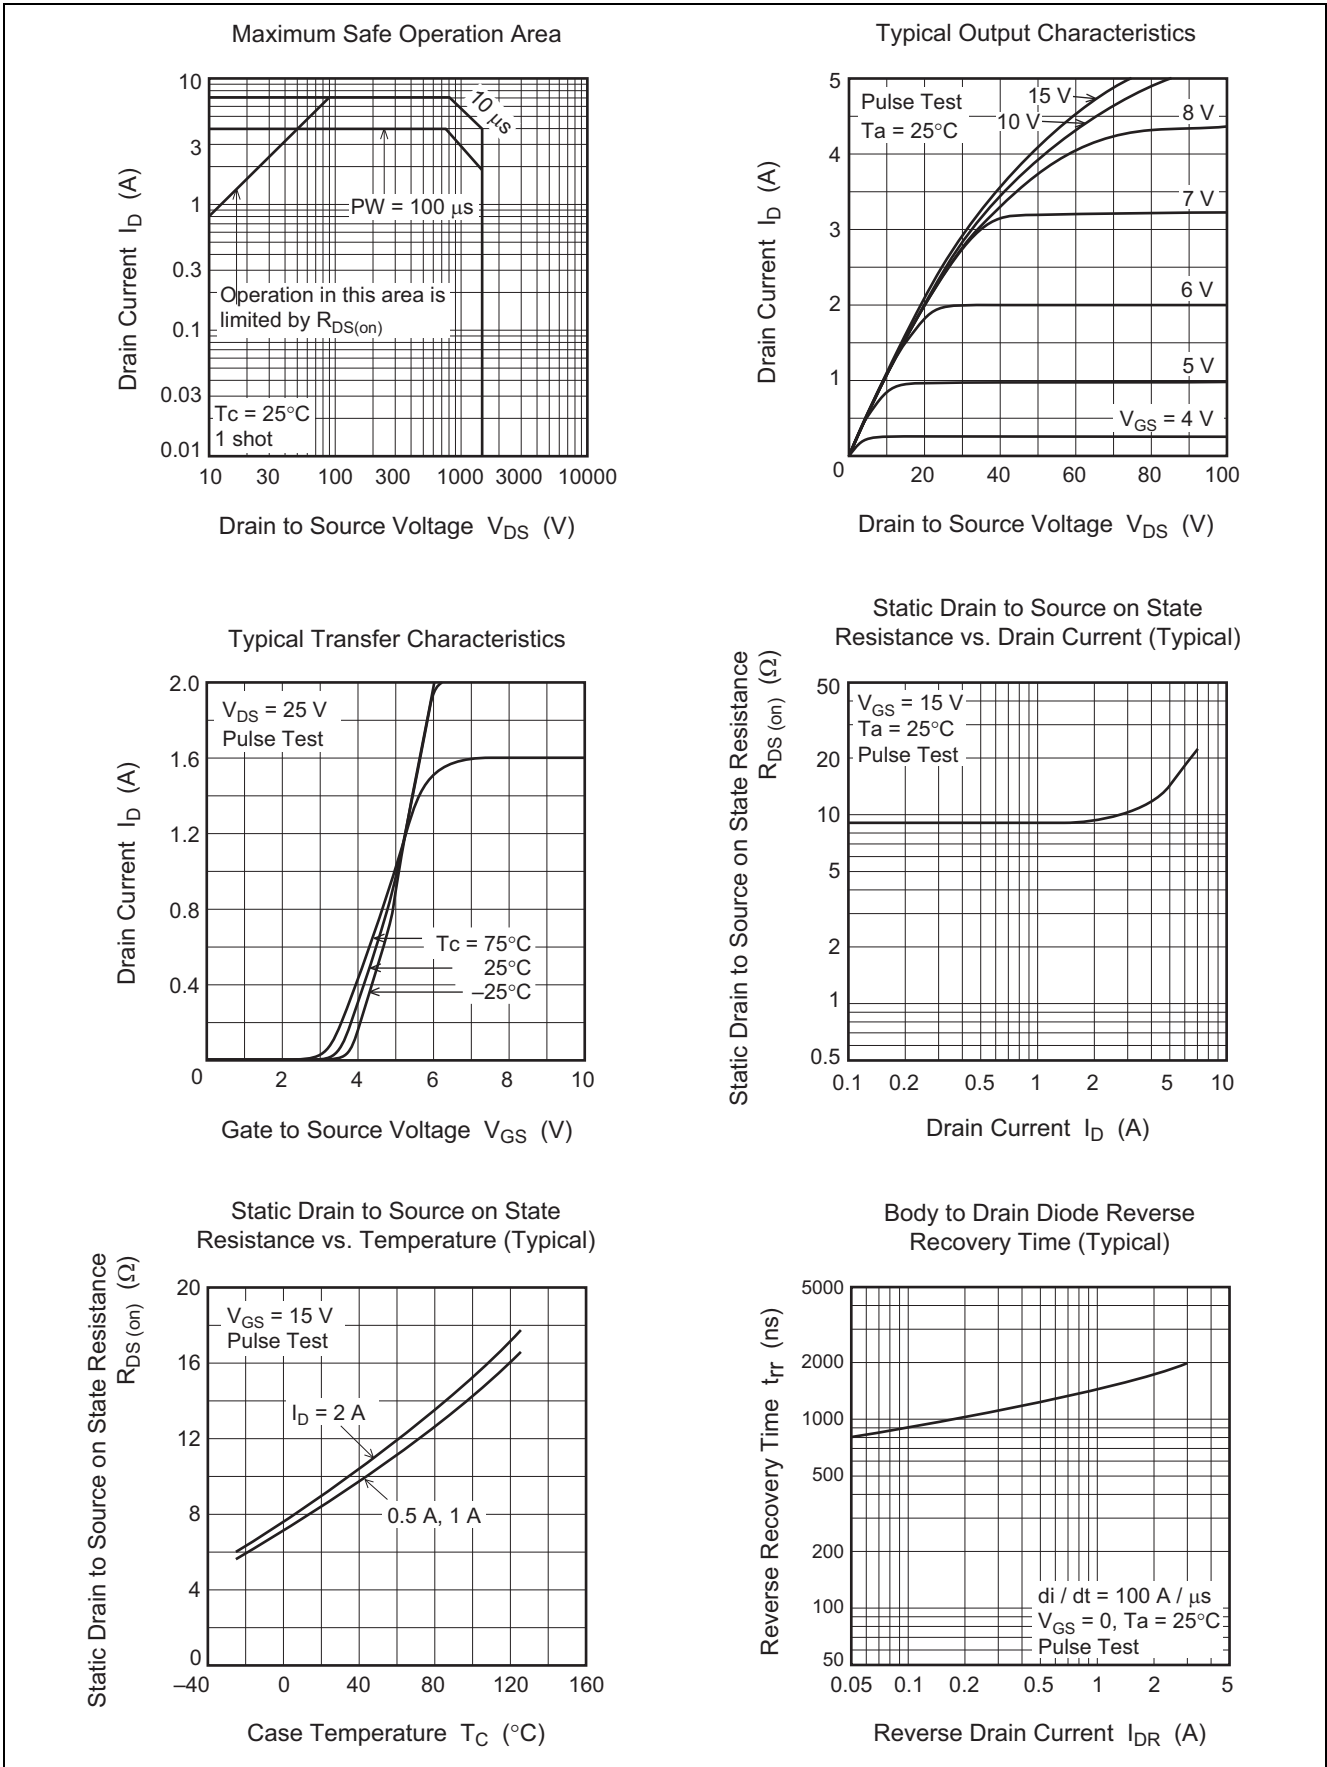 Maximum Safe Operation Area
10
3
1
0.3
0.1
0.03
0.01
Drain Current I_D (A)
10 μs
PW = 100 μs
Operation in this area is
limited by R_DS(on)
Tc = 25°C
1 shot
10 30 100 300 1000 3000 10000
Drain to Source Voltage V_DS (V)
Typical Output Characteristics
5
4
3
2
1
0
Drain Current I_D (A)
Pulse Test
Ta = 25°C
15 V
10 V
8 V
7 V
6 V
5 V
V_GS = 4 V
20 40 60 80 100
Drain to Source Voltage V_DS (V)
Typical Transfer Characteristics
2.0
1.6
1.2
0.8
0.4
0
Drain Current I_D (A)
V_DS = 25 V
Pulse Test
Tc = 75°C
25°C
–25°C
2 4 6 8 10
Gate to Source Voltage V_GS (V)
Static Drain to Source on State
Resistance vs. Drain Current (Typical)
Static Drain to Source on State Resistance
R_DS (on) (Ω)
50
20
10
5
2
1
0.5
V_GS = 15 V
Ta = 25°C
Pulse Test
0.1 0.2 0.5 1 2 5 10
Drain Current I_D (A)
Static Drain to Source on State
Resistance vs. Temperature (Typical)
Static Drain to Source on State Resistance
R_DS (on) (Ω)
20
16
12
8
4
0
V_GS = 15 V
Pulse Test
I_D = 2 A
0.5 A, 1 A
–40 0 40 80 120 160
Case Temperature T_C (°C)
Body to Drain Diode Reverse
Recovery Time (Typical)
Reverse Recovery Time t_rr (ns)
5000
2000
1000
500
200
100
50
di / dt = 100 A / μs
V_GS = 0, Ta = 25°C
Pulse Test
0.05 0.1 0.2 0.5 1 2 5
Reverse Drain Current I_DR (A)